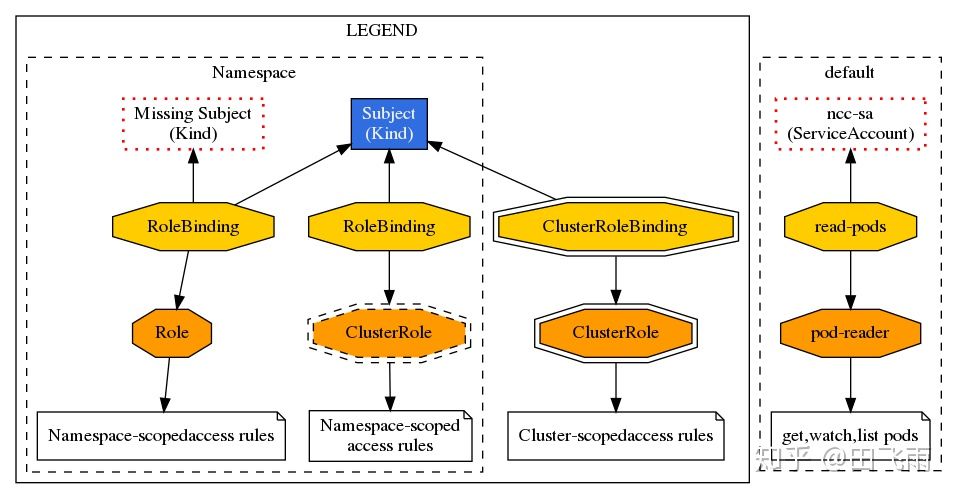 LEGEND
Namespace
default
Missing Subject
(Kind)
Subject
(Kind)
ncc-sa
(ServiceAccount)
RoleBinding
RoleBinding
ClusterRoleBinding
read-pods
Role
ClusterRole
ClusterRole
pod-reader
Namespace-scopedaccess rules
Namespace-scoped
access rules
Cluster-scopedaccess rules
get,watch,list pods
知乎 @田飞雨